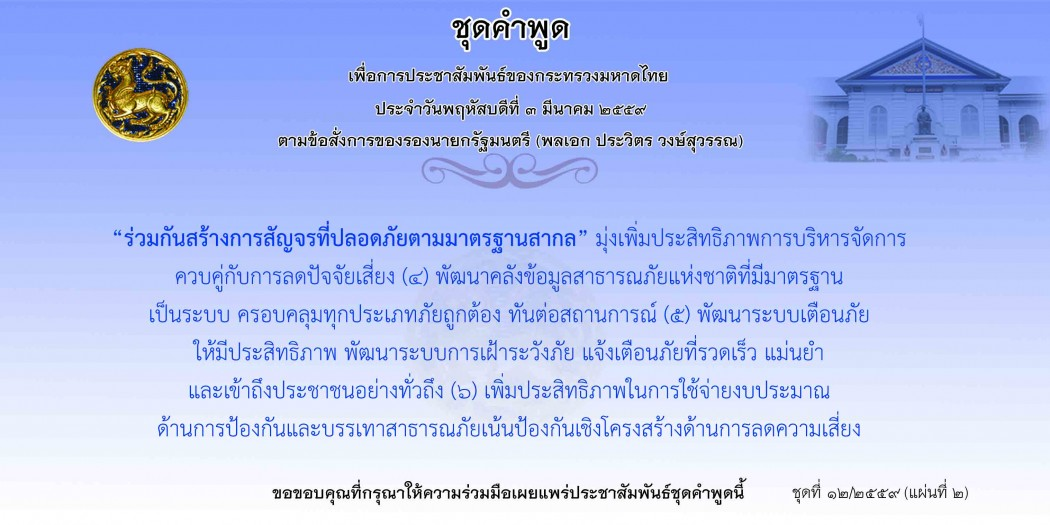 ชุดคำพูด
เพื่อการประชาสัมพันธ์ของกระทรวงมหาดไทย
ประจำวันพฤหัสบดีที่ ๓ มีนาคม ๒๕๕๙
ตามข้อสั่งการของรองนายกรัฐมนตรี (พลเอก ประวิตร วงษ์สุวรรณ)
“ร่วมกันสร้างการสัญจรที่ปลอดภัยตามมาตรฐานสากล” มุ่งเพิ่มประสิทธิภาพการบริหารจัดการ
ควบคู่กับการลดปัจจัยเสี่ยง (๔) พัฒนาคลังข้อมูลสาธารณภัยแห่งชาติที่มีมาตรฐาน
เป็นระบบ ครอบคลุมทุกประเภทภัยถูกต้อง ทันต่อสถานการณ์ (๕) พัฒนาระบบเตือนภัย
ให้มีประสิทธิภาพ พัฒนาระบบการเฝ้าระวังภัย แจ้งเตือนภัยที่รวดเร็ว แม่นยำ
และเข้าถึงประชาชนอย่างทั่วถึง (๖) เพิ่มประสิทธิภาพในการใช้จ่ายงบประมาณ
ด้านการป้องกันและบรรเทาสาธารณภัยเน้นป้องกันเชิงโครงสร้างด้านการลดความเสี่ยง
ขอขอบคุณที่กรุณาให้ความร่วมมือเผยแพร่ประชาสัมพันธ์ชุดคำพูดนี้ ชุดที่ ๑๒/๒๕๕๙ (แผ่นที่ ๒)